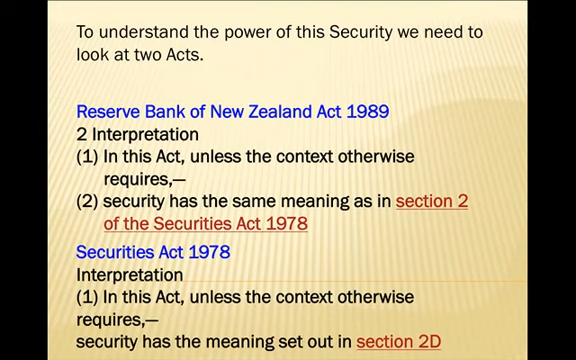 To understand the power of this Security we need to
look at two Acts.
Reserve Bank of New Zealand Act 1989
2 Interpretation
(1) In this Act, unless the context otherwise
requires,—
(2) security has the same meaning as in section 2
of the Securities Act 1978
Securities Act 1978
Interpretation
(1) In this Act, unless the context otherwise
requires,—
security has the meaning set out in section 2D